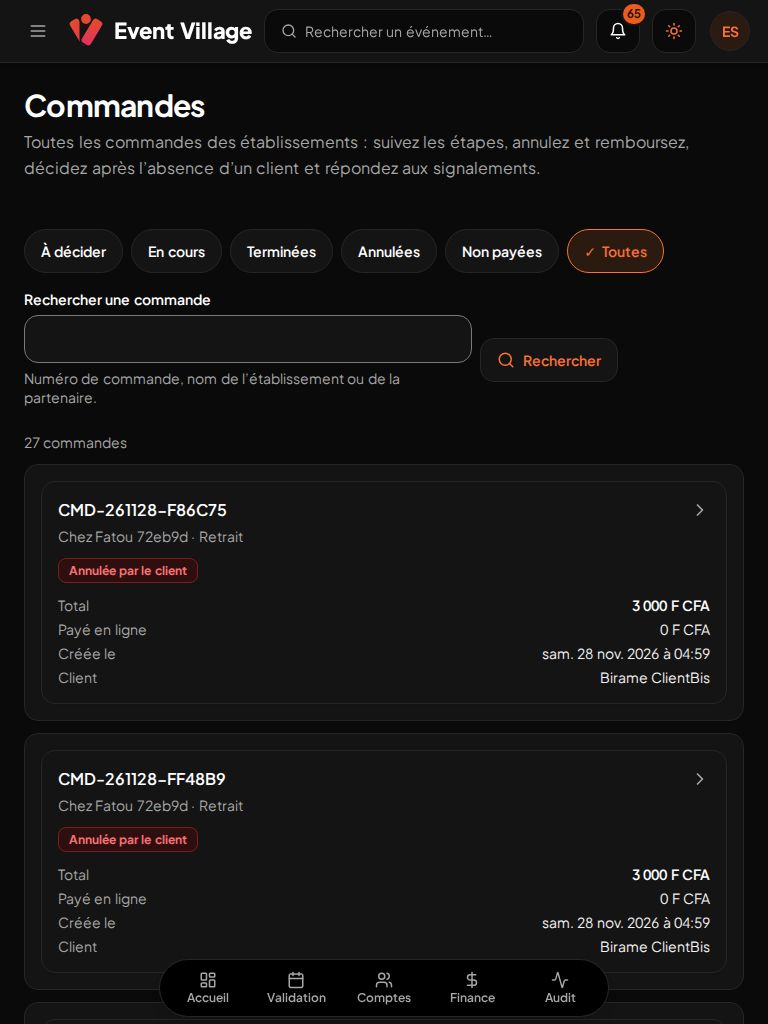 Event Village
Rechercher un événement…
65
ES
Commandes
Toutes les commandes des établissements : suivez les étapes, annulez et remboursez,
décidez après l’absence d’un client et répondez aux signalements.
À décider
En cours
Terminées
Annulées
Non payées
✓ Toutes
Rechercher une commande
Rechercher
Numéro de commande, nom de l’établissement ou de la
partenaire.
27 commandes
CMD-261128-F86C75
Chez Fatou 72eb9d · Retrait
Annulée par le client
Total 3 000 F CFA
Payé en ligne 0 F CFA
Créée le sam. 28 nov. 2026 à 04:59
Client Birame ClientBis
CMD-261128-FF48B9
Chez Fatou 72eb9d · Retrait
Annulée par le client
Total 3 000 F CFA
Payé en ligne 0 F CFA
Créée le sam. 28 nov. 2026 à 04:59
Client Birame ClientBis
Accueil
Validation
Comptes
Finance
Audit